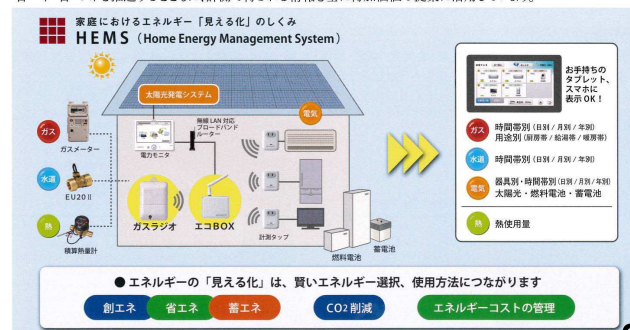 家庭におけるエネルギー「見える化」のしくみ
HEMS (Home Energy Management System)
太陽光発電システム
電気
無線LAN対応
ブロードバンド
ルーター
電力モニタ
ガス
ガスメーター
水道
EU20Ⅱ
熱
積算熱量計
ガスラジオ
エコBOX
計測タップ
燃料電池
蓄電池
お手持ちの
タブレット、
スマホに
表示OK!
ガス 時間帯別(日別/月別/年別)
用途別(厨房帯/給湯帯/暖房帯)
水道 時間帯別(日別/月別/年別)
電気 器具別・時間帯別(日別/月別/年別)
太陽光・燃料電池・蓄電池
熱 熱使用量
●エネルギーの「見える化」は、賢いエネルギー選択、使用方法につながります
創エネ 省エネ 蓄エネ CO2削減 エネルギーコストの管理